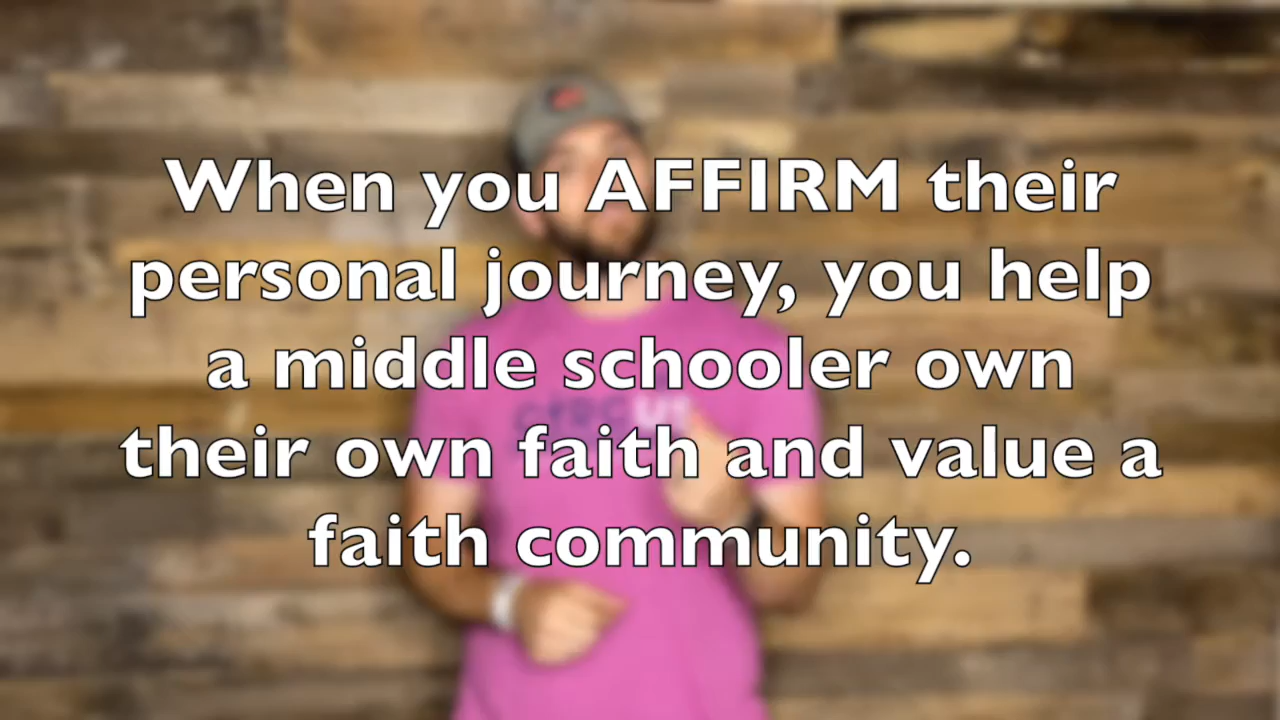 When you AFFIRM their
personal journey, you help
a middle schooler own
their own faith and value a
faith community.